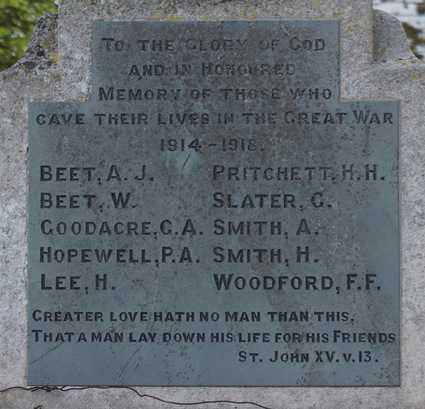 To the Glory of God
and in Honoured
Memory of those who
gave their lives in the Great War
1914-1918.
Beet, A. J. Pritchett, H. H.
Beet, W. Slater, G.
Goodacre, G. A. Smith, A.
Hopewell, P. A. Smith, H.
Lee, H. Woodford, F. F.
Greater love hath no man than this,
That a man lay down his life for his Friends
St. John XV. v. 13.